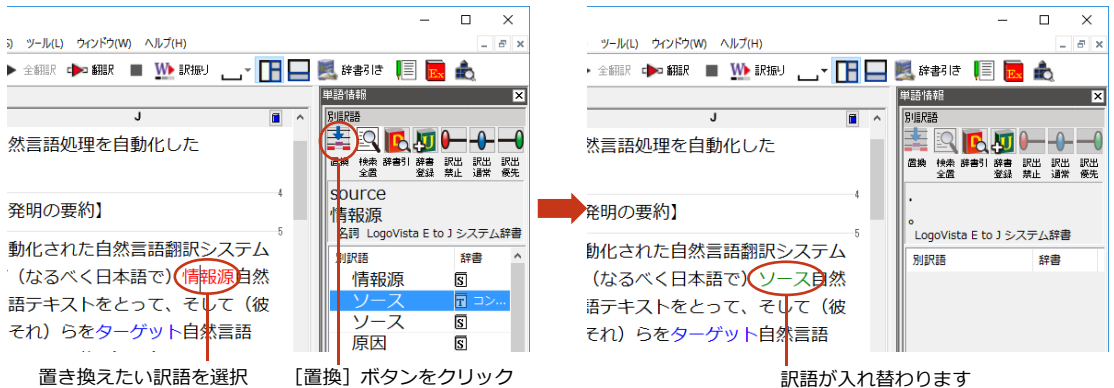 S) ツール(L) ウィンドウ(W) ヘルプ(H)
全翻訳 翻訳 訳振り 辞書引き Ex
J
単語情報
別訳語
置換 検索全置 辞書引 辞書登録 訳出禁止 訳出通常 訳出優先
然言語処理を自動化した
4
発明の要約】
5
動化された自然言語翻訳システム
（なるべく日本語で）情報源自然
語テキストをとって、そして（彼
それ）らをターゲット自然言語
source
情報源
名詞 LogoVista E to J システム辞書
別訳語 辞書
情報源 S
ソース T コン...
ソース S
原因 S
置き換えたい訳語を選択
［置換］ボタンをクリック
ツール(L) ウィンドウ(W) ヘルプ(H)
全翻訳 翻訳 訳振り 辞書引き Ex
J
単語情報
別訳語
置換 検索全置 辞書引 辞書登録 訳出禁止 訳出通常 訳出優先
然言語処理を自動化した
4
発明の要約】
5
動化された自然言語翻訳システム
（なるべく日本語で）ソース自然
語テキストをとって、そして（彼
それ）らをターゲット自然言語
.
。
LogoVista E to J システム辞書
別訳語 辞書
訳語が入れ替わります